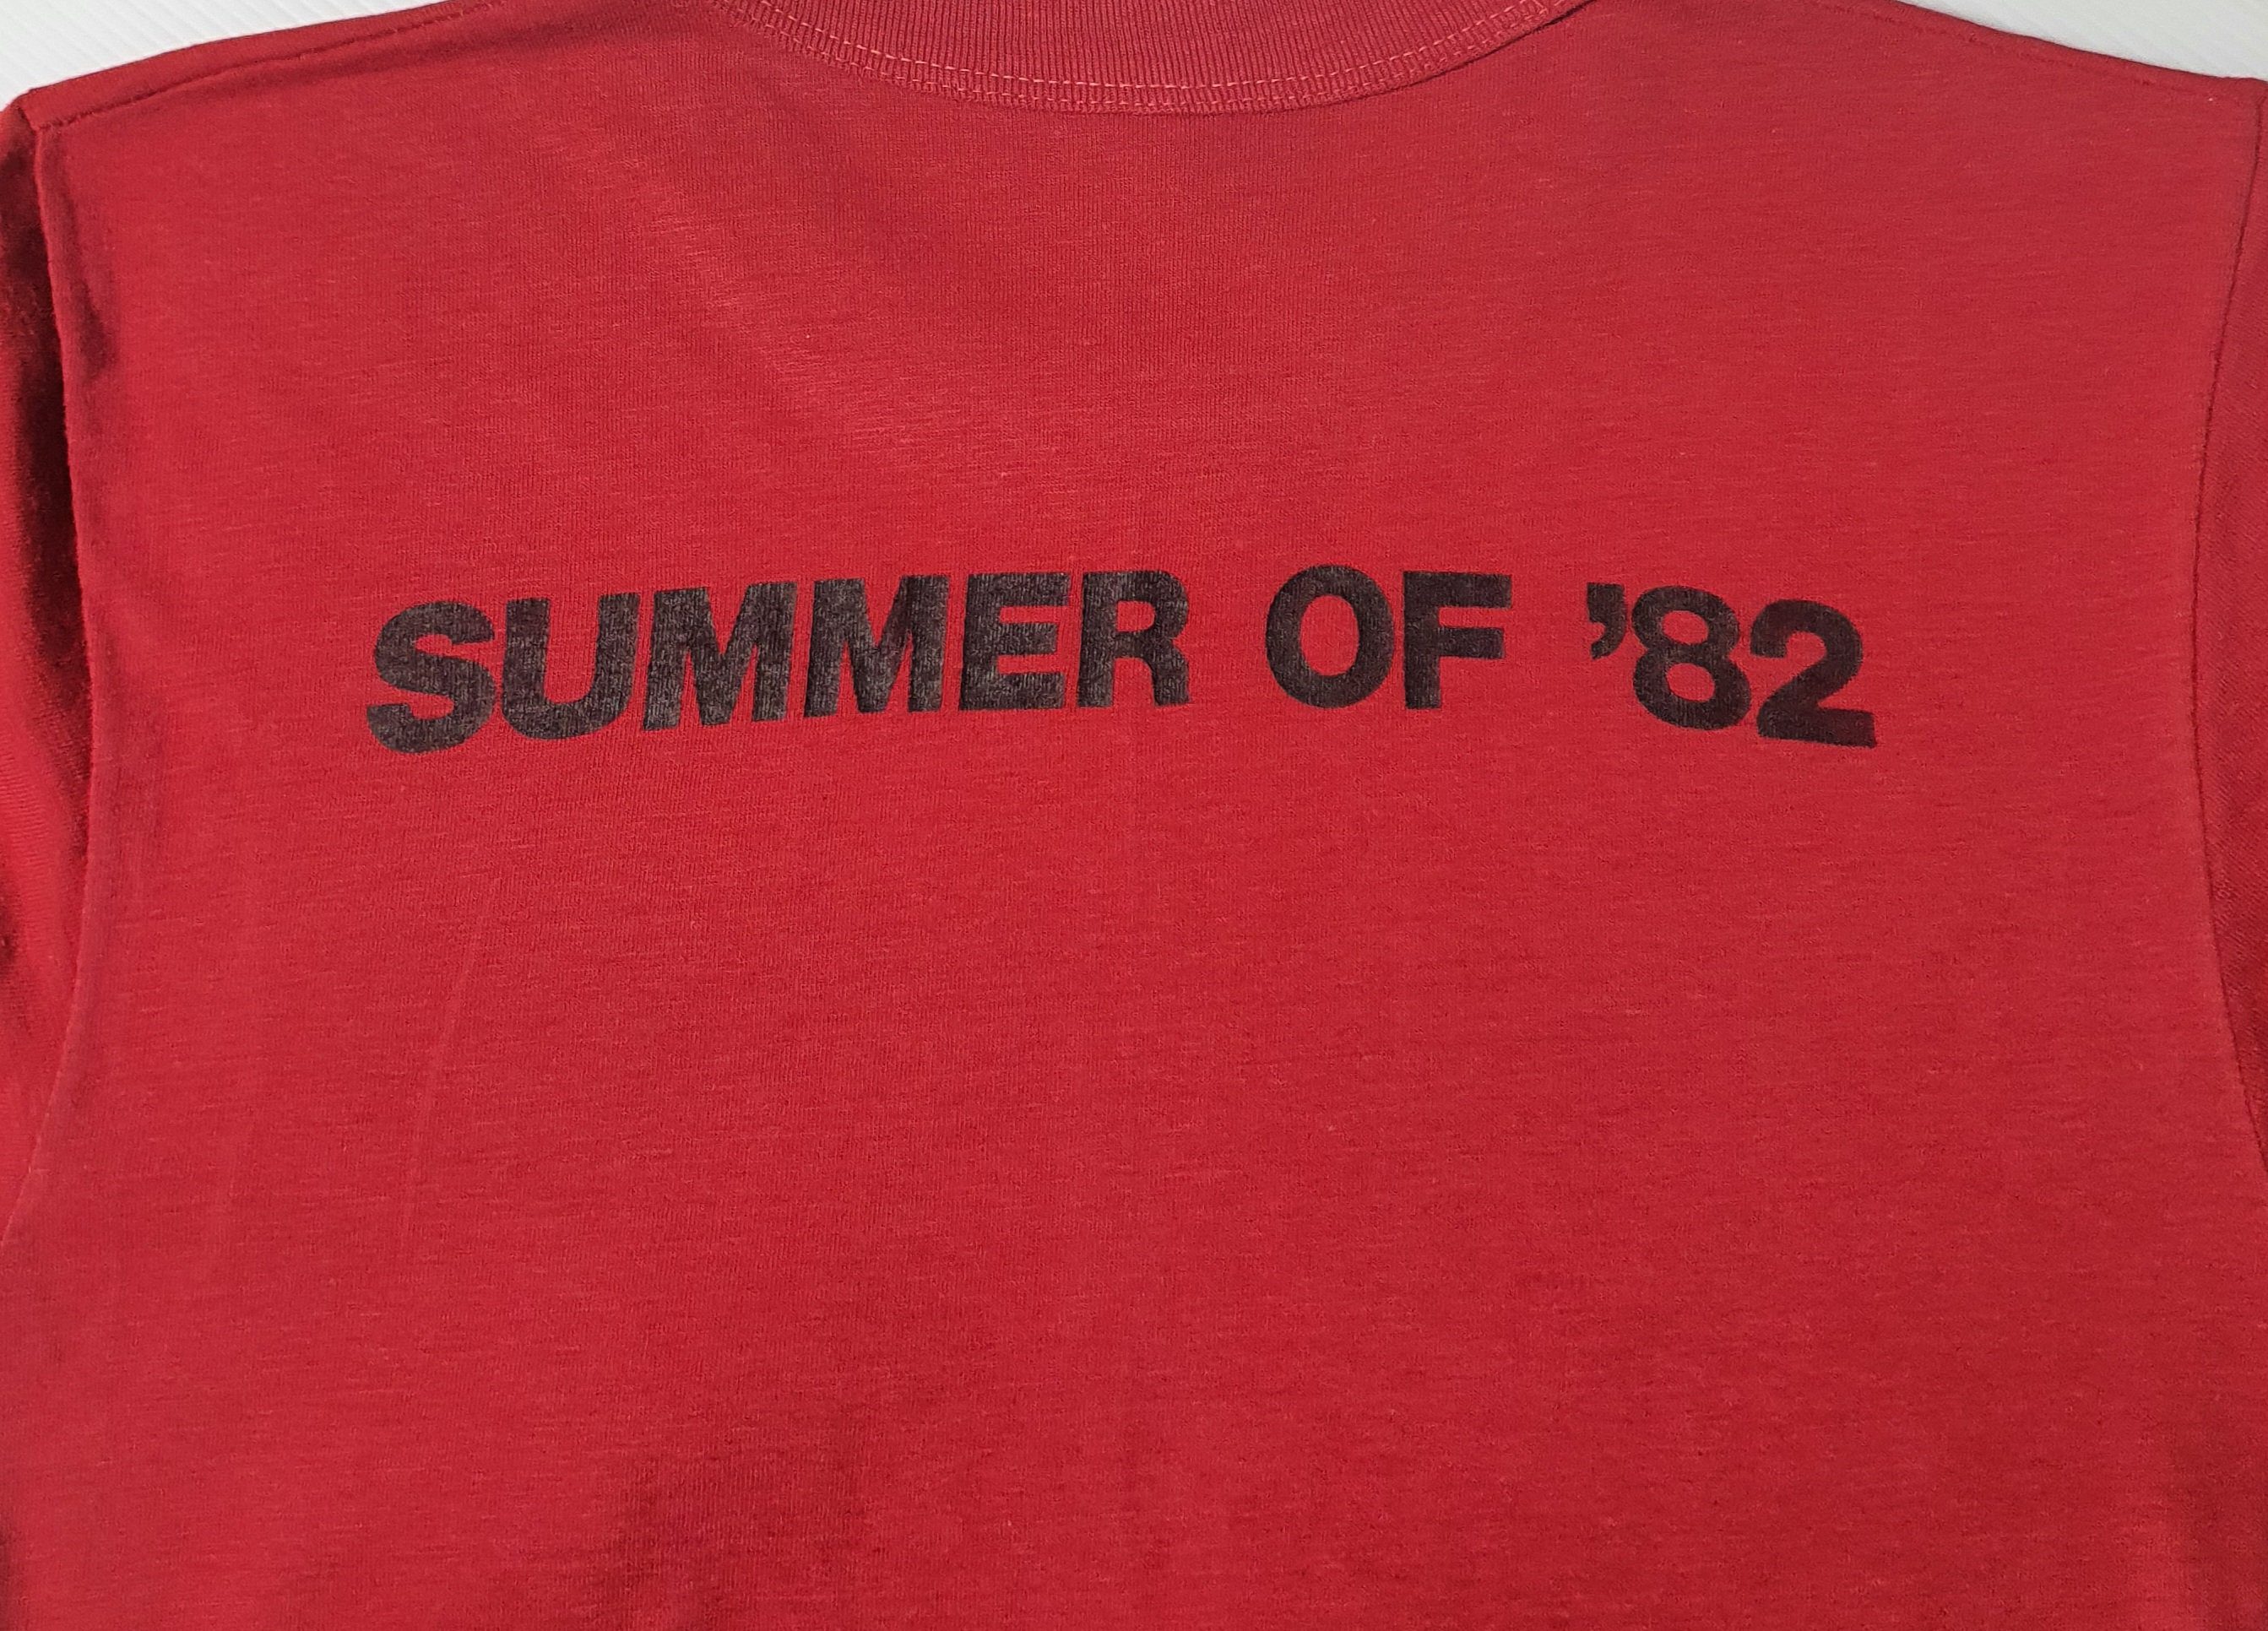 SUMMER OF ’82